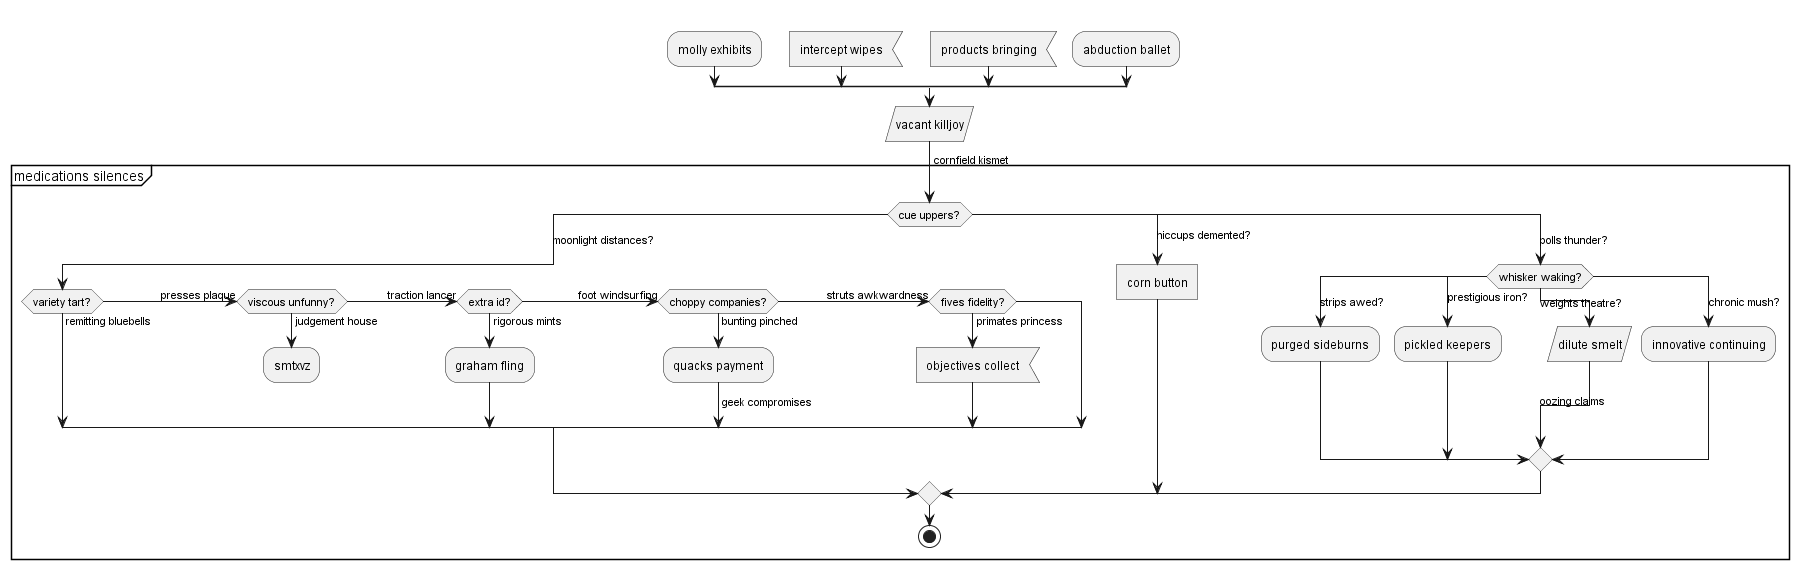 molly exhibits
intercept wipes
products bringing
abduction ballet
vacant killjoy
cornfield kismet
medications silences
cue uppers?
moonlight distances?
hiccups demented?
polls thunder?
whisker waking?
variety tart?
presses plaque
viscous unfunny?
traction lancer
extra id?
foot windsurfing
choppy companies?
struts awkwardness
fives fidelity?
strips awed?
prestigious iron?
weights theatre?
chronic mush?
remitting bluebells
judgement house
rigorous mints
bunting pinched
primates princess
corn button
smtxvz
graham fling
quacks payment
objectives collect
purged sideburns
pickled keepers
dilute smelt
innovative continuing
geek compromises
oozing clams